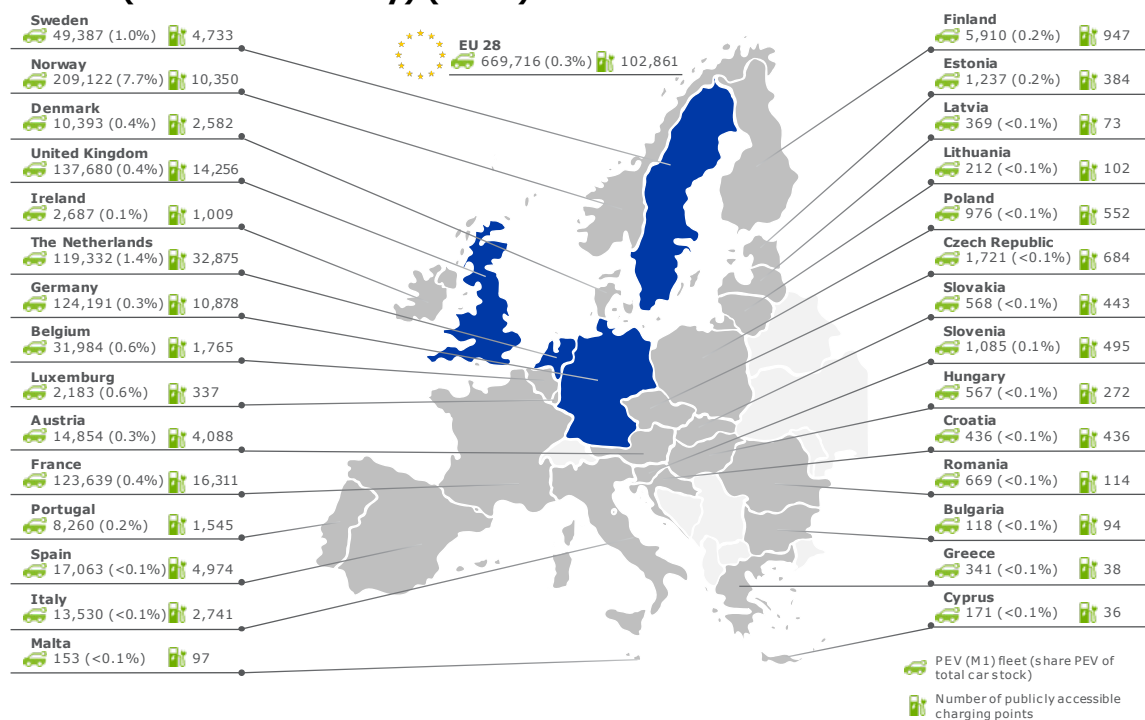 Sweden
49,387 (1.0%) 4,733
Norway
209,122 (7.7%) 10,350
Denmark
10,393 (0.4%) 2,582
United Kingdom
137,680 (0.4%) 14,256
Ireland
2,687 (0.1%) 1,009
The Netherlands
119,332 (1.4%) 32,875
Germany
124,191 (0.3%) 10,878
Belgium
31,984 (0.6%) 1,765
Luxemburg
2,183 (0.6%) 337
Austria
14,854 (0.3%) 4,088
France
123,639 (0.4%) 16,311
Portugal
8,260 (0.2%) 1,545
Spain
17,063 (<0.1%) 4,974
Italy
13,530 (<0.1%) 2,741
Malta
153 (<0.1%) 97
EU 28
669,716 (0.3%) 102,861
Finland
5,910 (0.2%) 947
Estonia
1,237 (0.2%) 384
Latvia
369 (<0.1%) 73
Lithuania
212 (<0.1%) 102
Poland
976 (<0.1%) 552
Czech Republic
1,721 (<0.1%) 684
Slovakia
568 (<0.1%) 443
Slovenia
1,085 (0.1%) 495
Hungary
567 (<0.1%) 272
Croatia
436 (<0.1%) 436
Romania
669 (<0.1%) 114
Bulgaria
118 (<0.1%) 94
Greece
341 (<0.1%) 38
Cyprus
171 (<0.1%) 36
PEV (M1) fleet (share PEV of
total car stock)
Number of publicly accessible
charging points